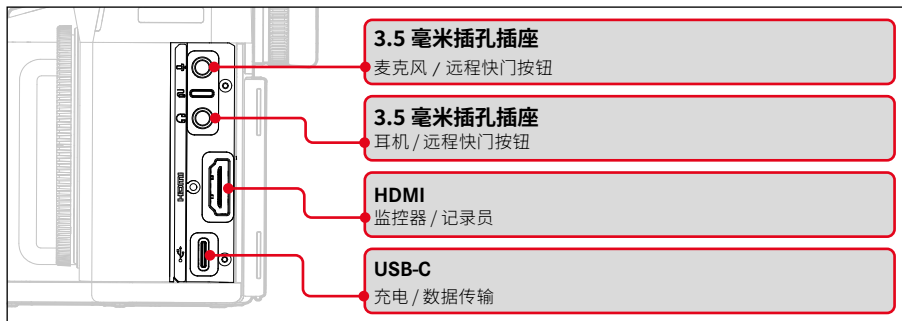 3.5 毫米插孔插座
麦克风 / 远程快门按钮
3.5 毫米插孔插座
耳机 / 远程快门按钮
HDMI
HDMI
监控器 / 记录员
USB-C
充电 / 数据传输